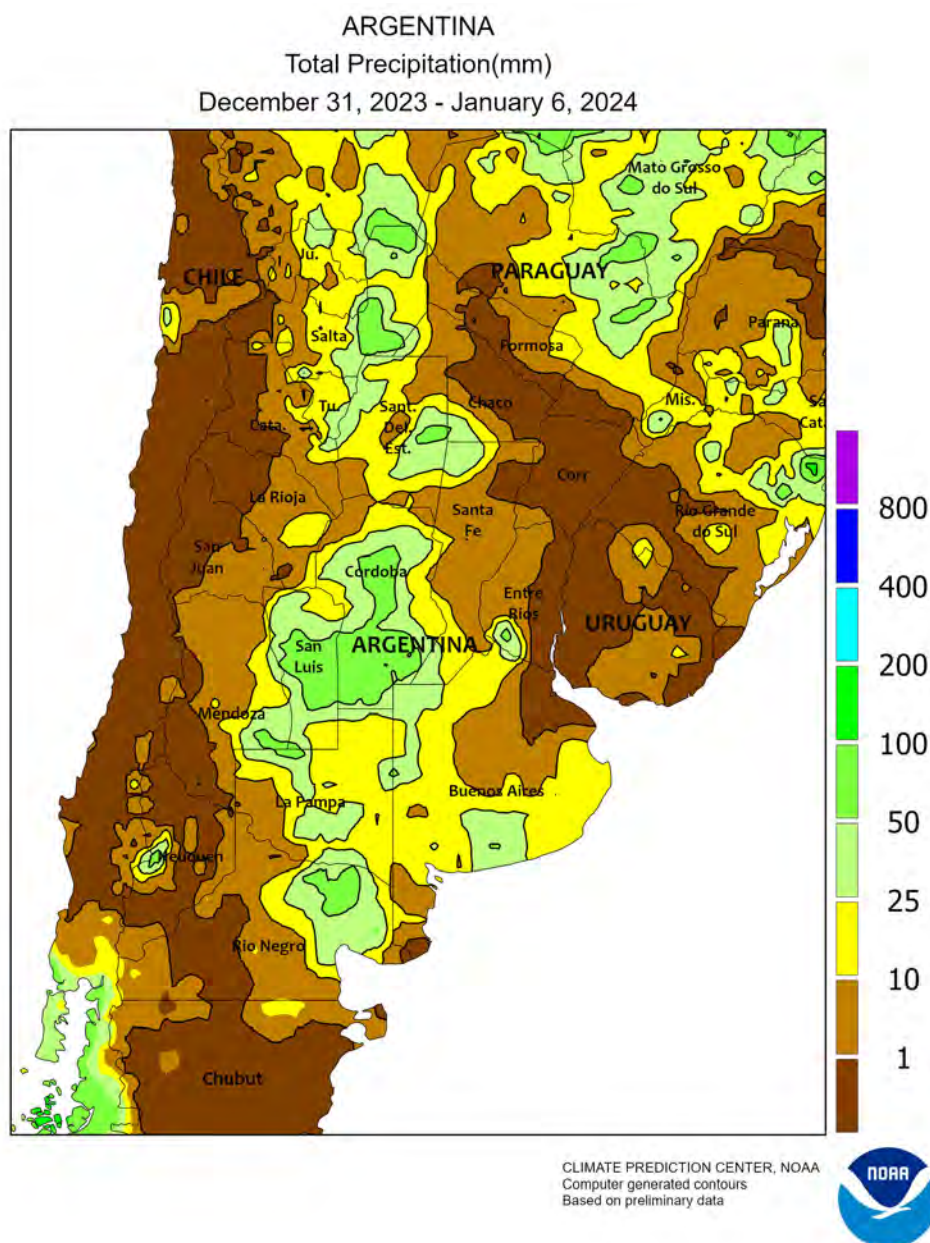 ARGENTINA
Total Precipitation(mm)
December 31, 2023 - January 6, 2024
Mato Grosso
do Sul
Ju.
CHILE
PARAGUAY
Parana
Salta
Formosa
Tu.
Sant.
Del.
Est.
Chaco
Mis.
Sa
Cat.
Cata.
Corr
La Rioja
Santa
Fe
Rio Grande
do Sul
San
Juan
Cordoba
Entre
Rios
URUGUAY
San
Luis
ARGENTINA
Mendoza
La Pampa
Buenos Aires
Neuquen
Rio Negro
Chubut
800
400
200
100
50
25
10
1
CLIMATE PREDICTION CENTER, NOAA
Computer generated contours
Based on preliminary data
NOAA